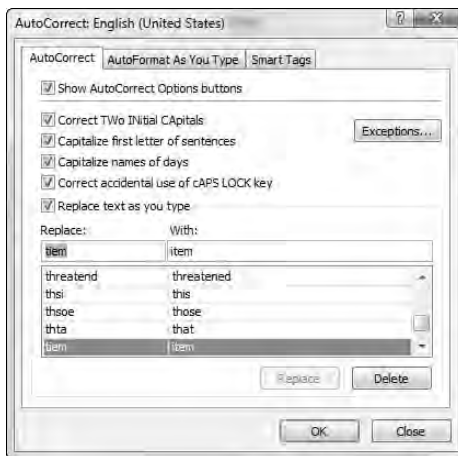 AutoCorrect: English (United States)
AutoCorrect AutoFormat As You Type Smart Tags
Show AutoCorrect Options buttons
Correct TWo INitial CApitals
Exceptions...
Capitalize first letter of sentences
Capitalize names of days
Correct accidental use of cAPS LOCK key
Replace text as you type
Replace: With:
tiem item
threatend threatened
thsi this
thsoe those
thta that
tiem item
Replace Delete
OK Close